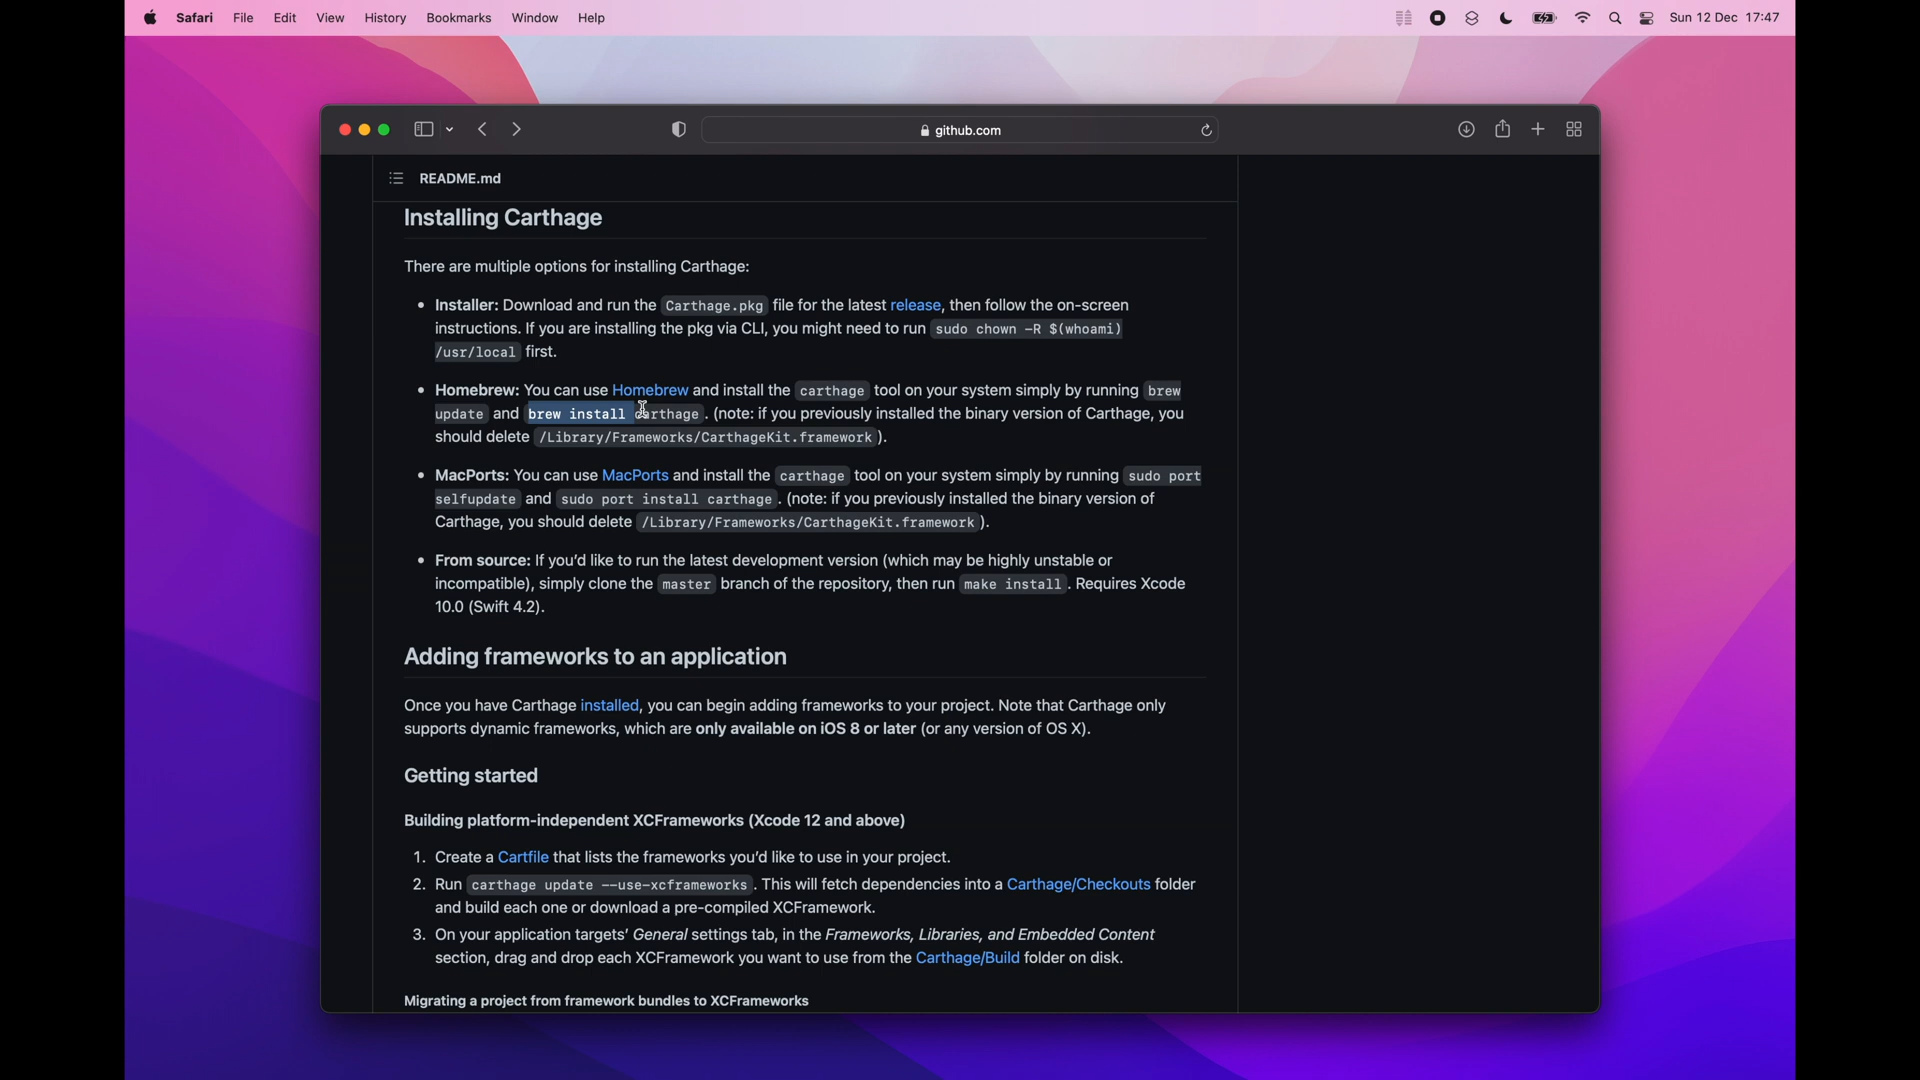 Safari File Edit View History Bookmarks Window Help Sun 12 Dec 17:47
github.com
README.md
Installing Carthage
There are multiple options for installing Carthage:
• Installer: Download and run the Carthage.pkg file for the latest release, then follow the on-screen
instructions. If you are installing the pkg via CLI, you might need to run sudo chown -R $(whoami)
/usr/local first.
• Homebrew: You can use Homebrew and install the carthage tool on your system simply by running brew
update and brew install carthage. (note: if you previously installed the binary version of Carthage, you
should delete /Library/Frameworks/CarthageKit.framework).
• MacPorts: You can use MacPorts and install the carthage tool on your system simply by running sudo port
selfupdate and sudo port install carthage. (note: if you previously installed the binary version of
Carthage, you should delete /Library/Frameworks/CarthageKit.framework).
• From source: If you’d like to run the latest development version (which may be highly unstable or
incompatible), simply clone the master branch of the repository, then run make install. Requires Xcode
10.0 (Swift 4.2).
Adding frameworks to an application
Once you have Carthage installed, you can begin adding frameworks to your project. Note that Carthage only
supports dynamic frameworks, which are only available on iOS 8 or later (or any version of OS X).
Getting started
Building platform-independent XCFrameworks (Xcode 12 and above)
1. Create a Cartfile that lists the frameworks you’d like to use in your project.
2. Run carthage update --use-xcframeworks. This will fetch dependencies into a Carthage/Checkouts folder
and build each one or download a pre-compiled XCFramework.
3. On your application targets’ General settings tab, in the Frameworks, Libraries, and Embedded Content
section, drag and drop each XCFramework you want to use from the Carthage/Build folder on disk.
Migrating a project from framework bundles to XCFrameworks